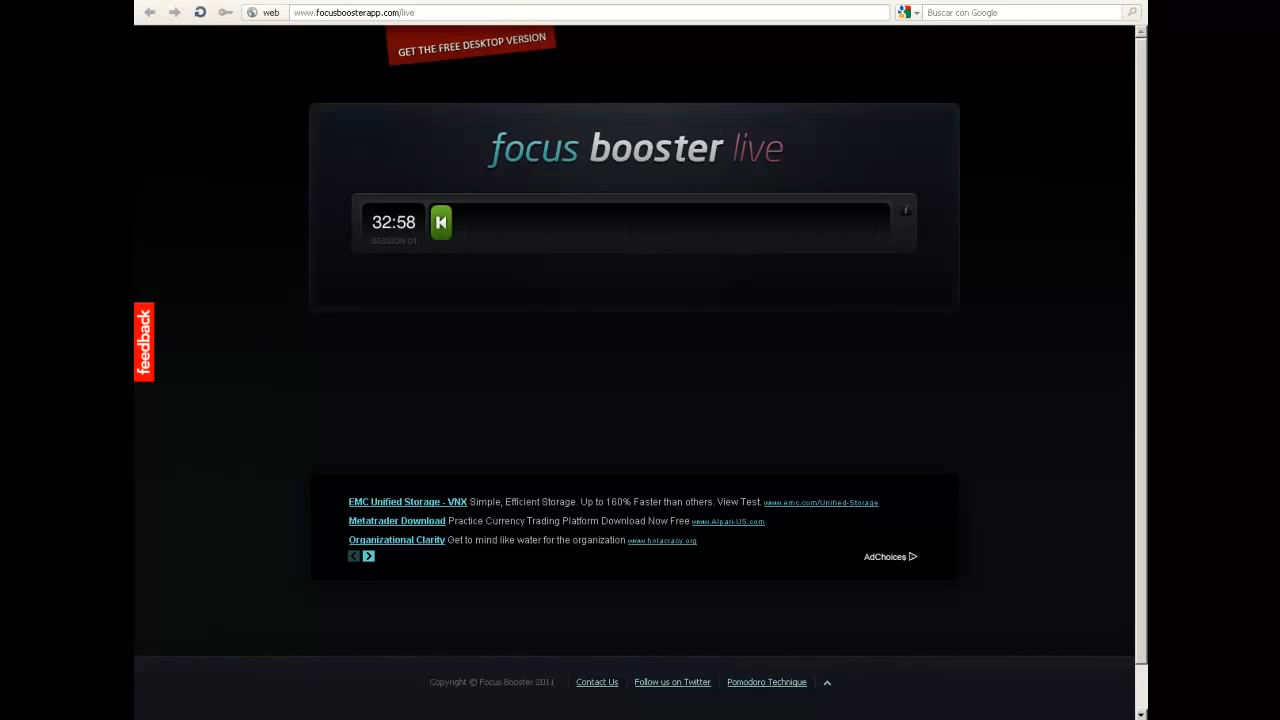 web www.focusboosterapp.com/live Buscar con Google
GET THE FREE DESKTOP VERSION
focus booster live
32:58
SESSION 04
i
feedback
EMC Unified Storage - VNX Simple, Efficient Storage. Up to 160% Faster than others. View Test. www.emc.com/Unified-Storage
Metatrader Download Practice Currency Trading Platform Download Now Free www.Alpari-US.com
Organizational Clarity Get to mind like water for the organization www.holacracy.org
AdChoices
Copyright © Focus Booster 2011 Contact Us Follow us on Twitter Pomodoro Technique